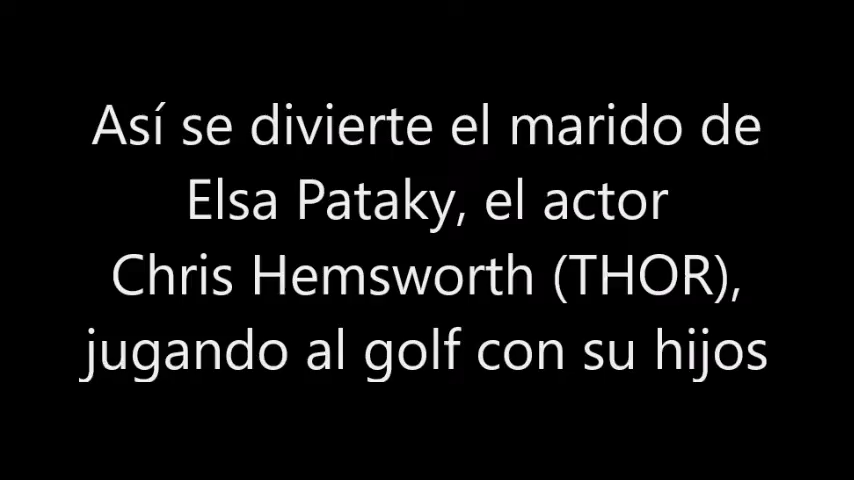 Así se divierte el marido de
Elsa Pataky, el actor
Chris Hemsworth (THOR),
jugando al golf con su hijos